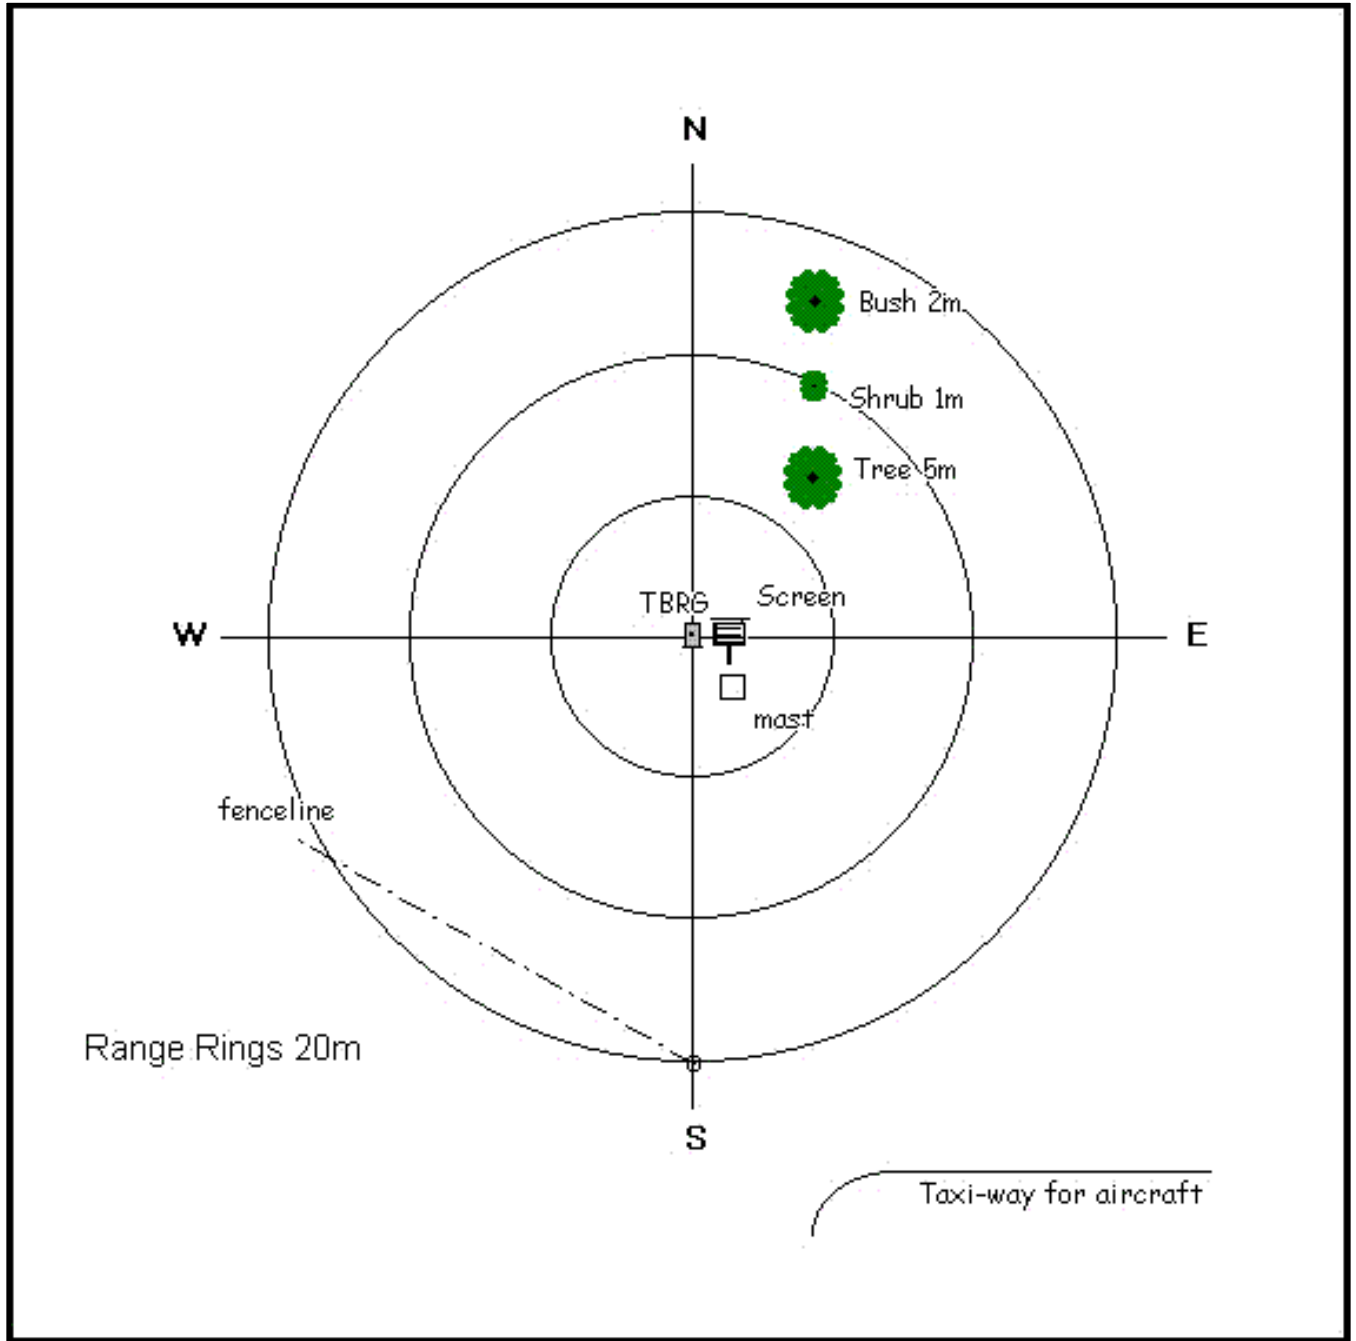 N
Bush 2m
Shrub 1m
Tree 5m
TBRG
Screen
W
E
mast
fenceline
Range Rings 20m
S
Taxi-way for aircraft